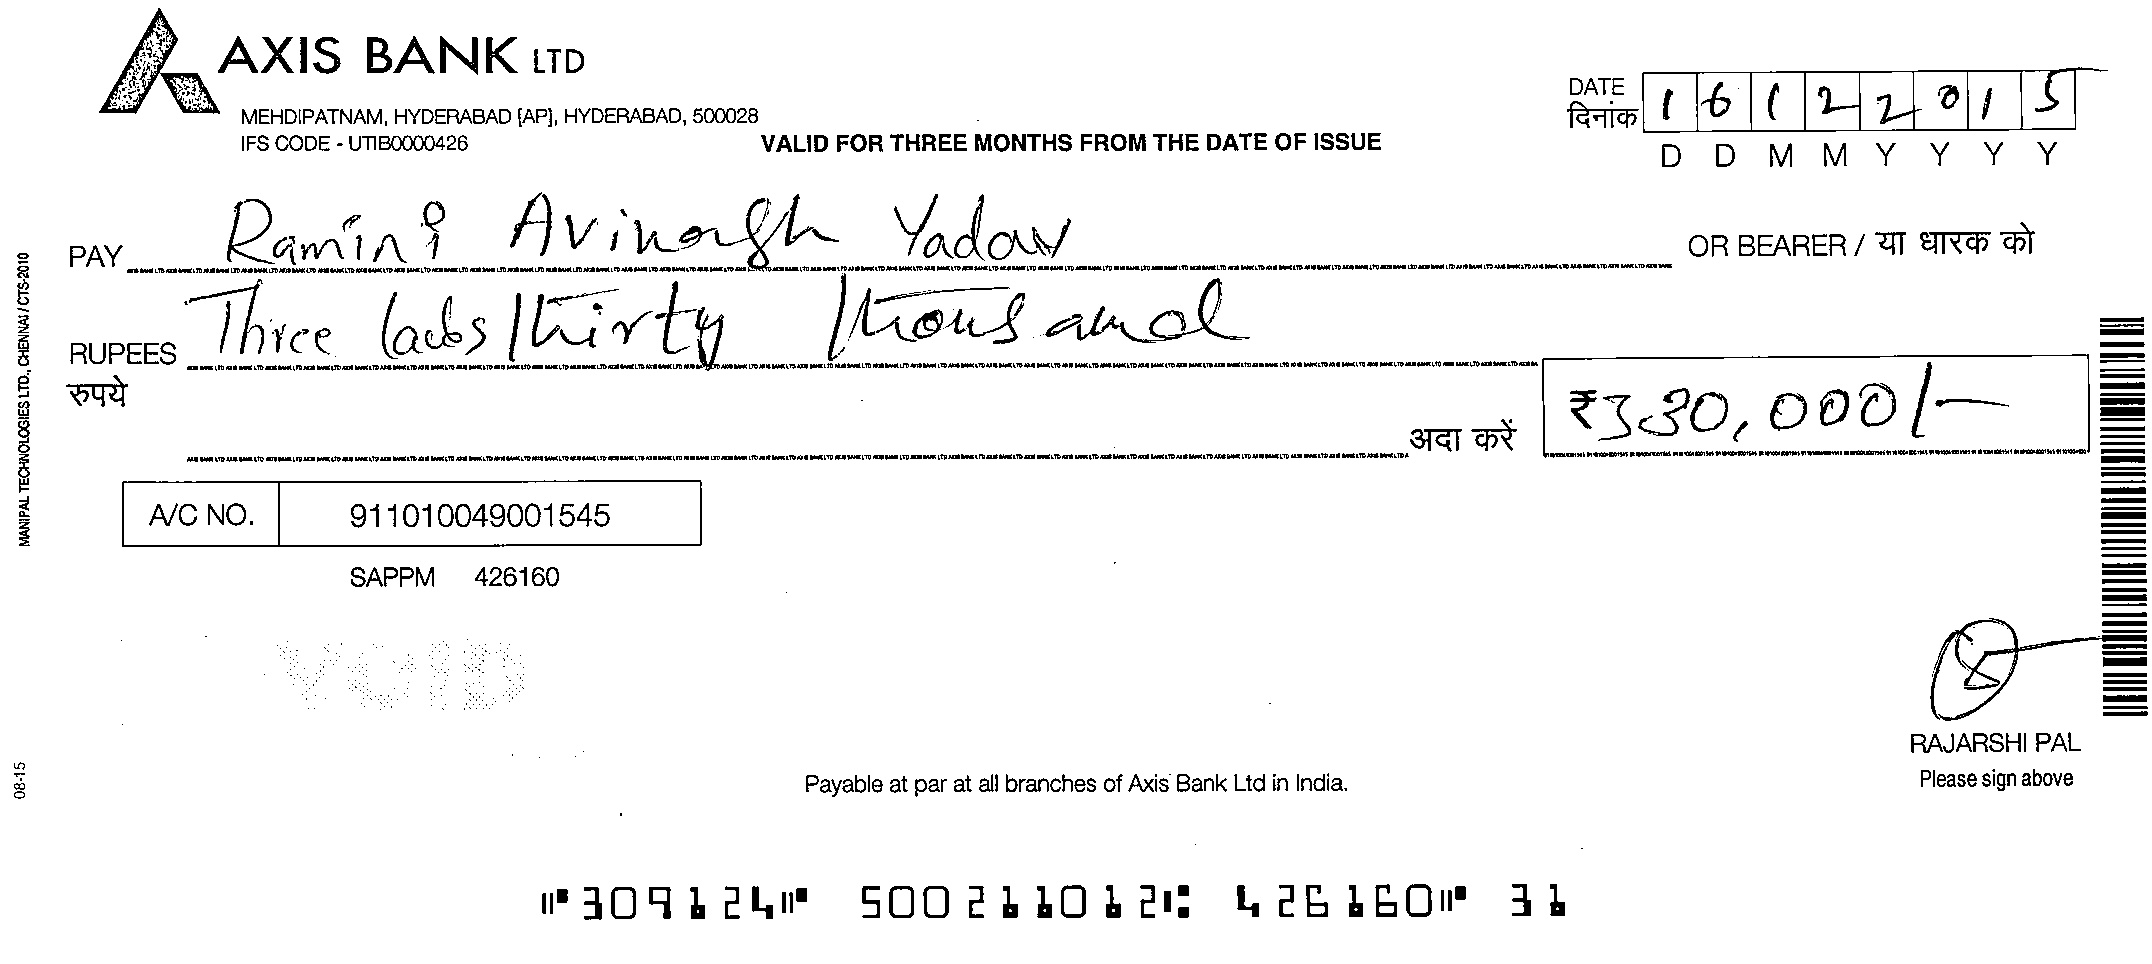 AXIS BANK LTD
MEHDIPATNAM, HYDERABAD [AP], HYDERABAD, 500028
IFS CODE - UTIB0000426
VALID FOR THREE MONTHS FROM THE DATE OF ISSUE
DATE
दिनांक
1 6 1 2 2 0 1 5
D D M M Y Y Y Y
PAY Ramini Avinash Yadav OR BEARER / या धारक को
RUPEES Three lacks thirty thousand
रुपये
अदा करें ₹330,000/-
A/C NO. 911010049001545
SAPPM 426160
VOID
RAJARSHI PAL
Please sign above
Payable at par at all branches of Axis Bank Ltd in India.
⑈309124⑈ 500211012⑆ 426160⑈ 31
MANIPAL TECHNOLOGIES LTD., CHENNAI / CTS-2010
08-15